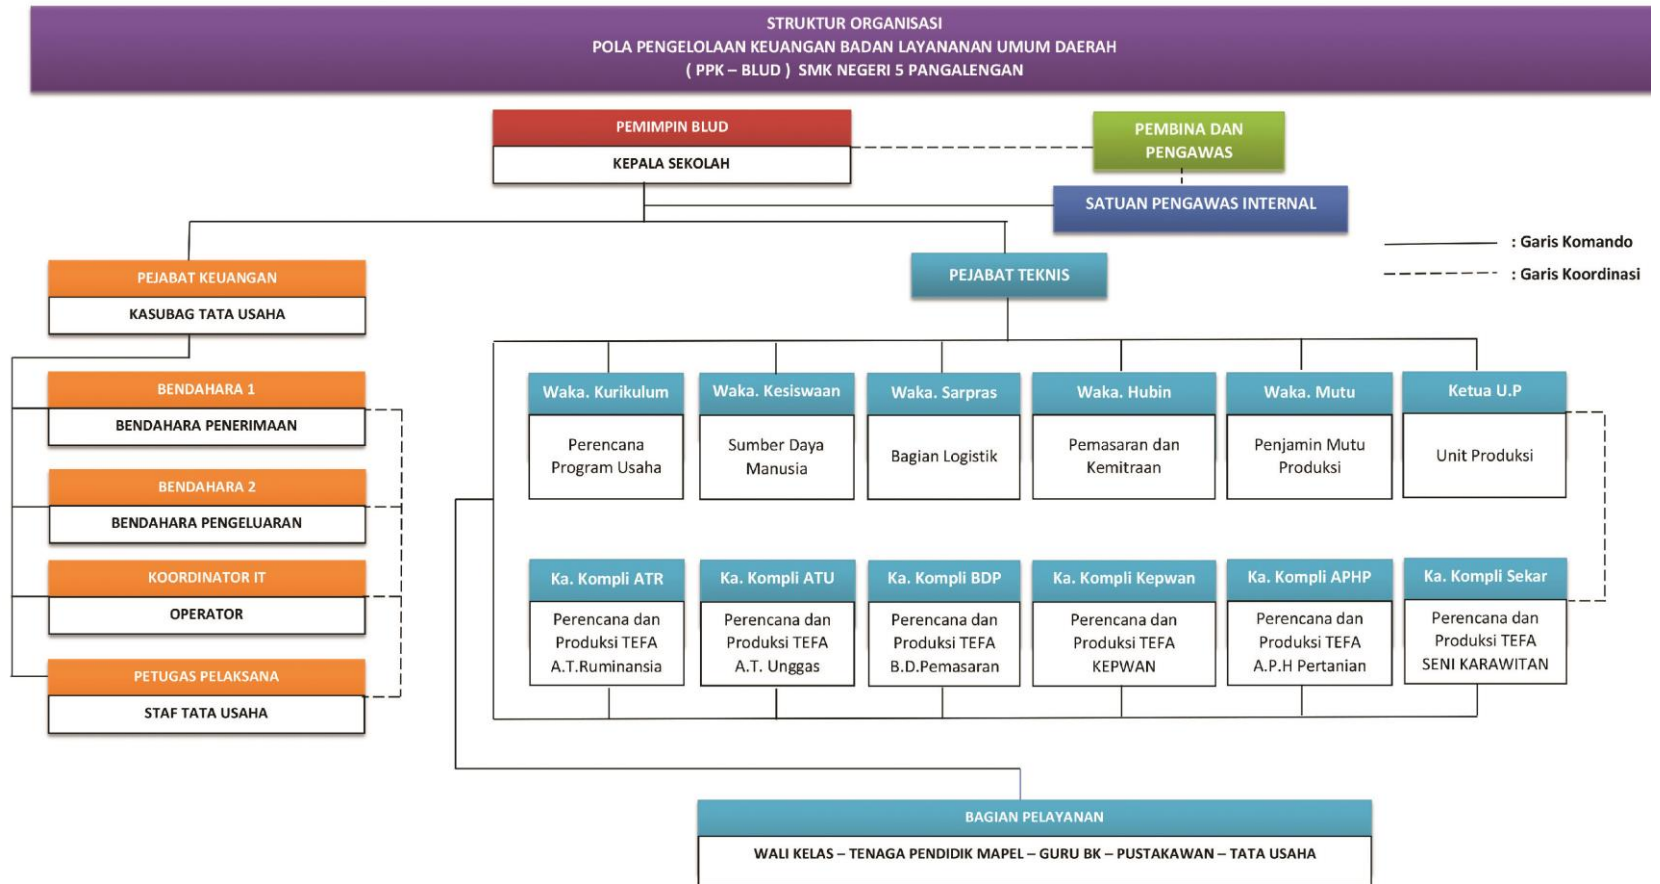 STRUKTUR ORGANISASI
POLA PENGELOLAAN KEUANGAN BADAN LAYANANAN UMUM DAERAH
( PPK – BLUD ) SMK NEGERI 5 PANGALENGAN
PEMIMPIN BLUD
KEPALA SEKOLAH
PEMBINA DAN
PENGAWAS
SATUAN PENGAWAS INTERNAL
: Garis Komando
: Garis Koordinasi
PEJABAT KEUANGAN
KASUBAG TATA USAHA
PEJABAT TEKNIS
BENDAHARA 1
BENDAHARA PENERIMAAN
BENDAHARA 2
BENDAHARA PENGELUARAN
KOORDINATOR IT
OPERATOR
PETUGAS PELAKSANA
STAF TATA USAHA
Waka. Kurikulum
Perencana
Program Usaha
Waka. Kesiswaan
Sumber Daya
Manusia
Waka. Sarpras
Bagian Logistik
Waka. Hubin
Pemasaran dan
Kemitraan
Waka. Mutu
Penjamin Mutu
Produksi
Ketua U.P
Unit Produksi
Ka. Kompli ATR
Perencana dan
Produksi TEFA
A.T.Ruminansia
Ka. Kompli ATU
Perencana dan
Produksi TEFA
A.T. Unggas
Ka. Kompli BDP
Perencana dan
Produksi TEFA
B.D.Pemasaran
Ka. Kompli Kepwan
Perencana dan
Produksi TEFA
KEPWAN
Ka. Kompli APHP
Perencana dan
Produksi TEFA
A.P.H Pertanian
Ka. Kompli Sekar
Perencana dan
Produksi TEFA
SENI KARAWITAN
BAGIAN PELAYANAN
WALI KELAS – TENAGA PENDIDIK MAPEL – GURU BK – PUSTAKAWAN – TATA USAHA